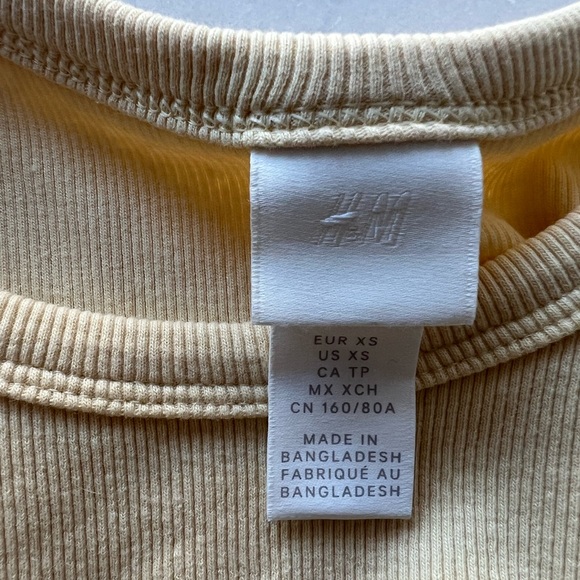 H&M
EUR XS
US XS
CA TP
MX XCH
CN 160/80A
MADE IN
BANGLADESH
FABRIQUÉ AU
BANGLADESH